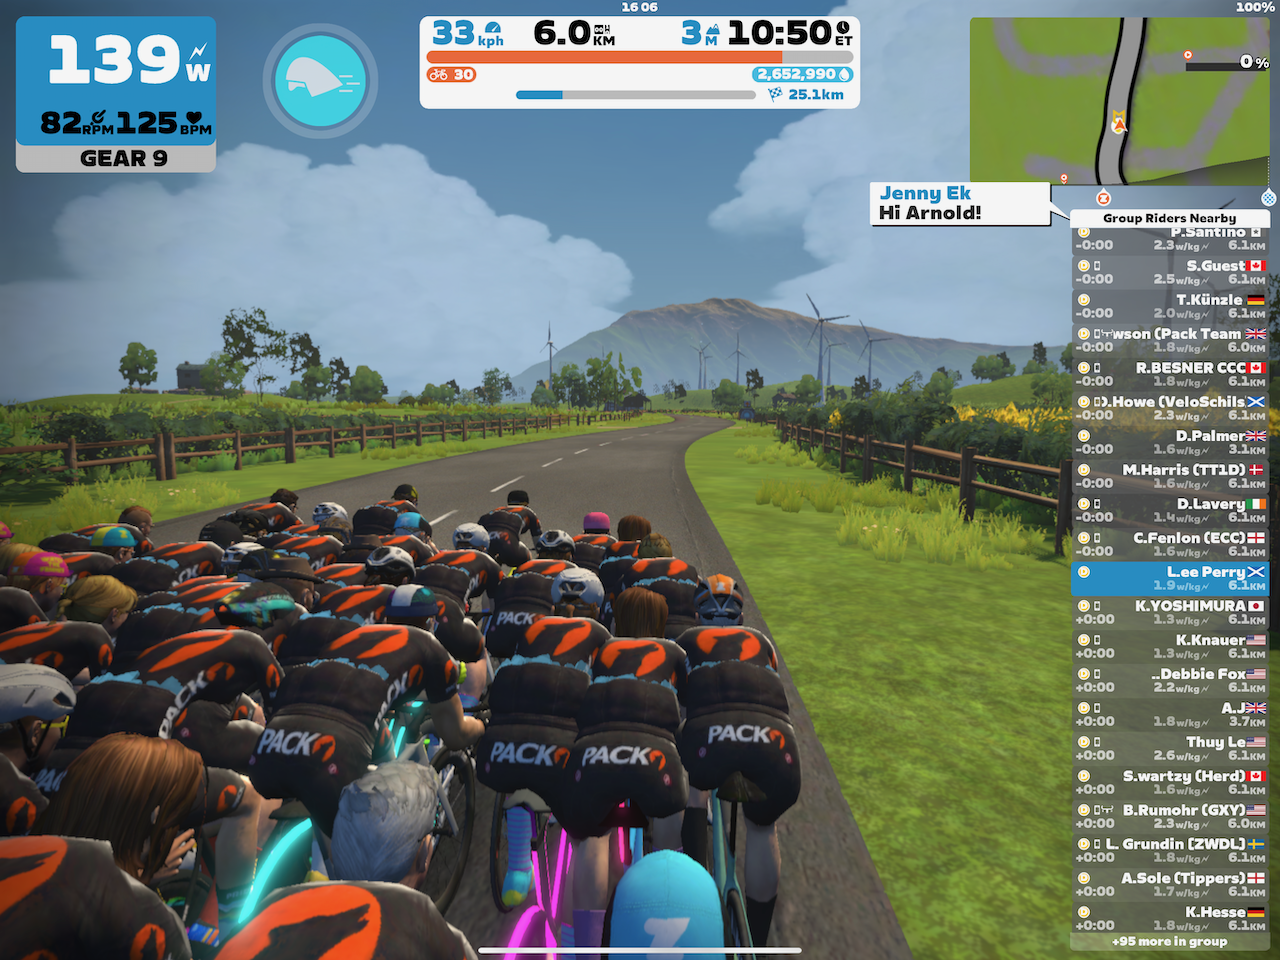 16 06
100%
139 W
82 RPM 125 BPM
GEAR 9
33 kph 6.0 KM 3 M 10:50 ET
30
2,652,990
25.1km
0 %
Jenny Ek
Hi Arnold!
Group Riders Nearby
P.Santino
-0:00 2.3w/kg 6.1KM
S.Guest
-0:00 2.5w/kg 6.1KM
T.Künzle
-0:00 2.0w/kg 6.1KM
wson (Pack Team
-0:00 1.8w/kg 6.0KM
R.BESNER CCC
-0:00 1.8w/kg 6.1KM
D.Howe (VeloSchils
-0:00 2.3w/kg 6.1KM
D.Palmer
-0:00 1.6w/kg 3.1KM
M.Harris (TT1D)
-0:00 1.6w/kg 6.1KM
D.Lavery
-0:00 1.4w/kg 6.1KM
C.Fenlon (ECC)
-0:00 1.6w/kg 6.1KM
L.ee Perry
1.9w/kg 6.1KM
K.YOSHIMURA
+0:00 1.3w/kg 6.1KM
K.Knauer
+0:00 1.3w/kg 6.1KM
..Debbie Fox
+0:00 2.2w/kg 6.1KM
A.J
+0:00 1.8w/kg 3.7KM
Thuy Le
+0:00 2.6w/kg 6.1KM
S.wartzy (Herd)
+0:00 1.6w/kg 6.1KM
B.Rumohr (GXY)
+0:00 2.3w/kg 6.0KM
L. Grundin (ZWDL)
+0:00 1.8w/kg 6.1KM
A.Sole (Tippers)
+0:00 1.7w/kg 6.1KM
K.Hesse
+0:00 1.8w/kg 6.1KM
+95 more in group
PACK
PACK
PACK
PACK
PACK
PACK